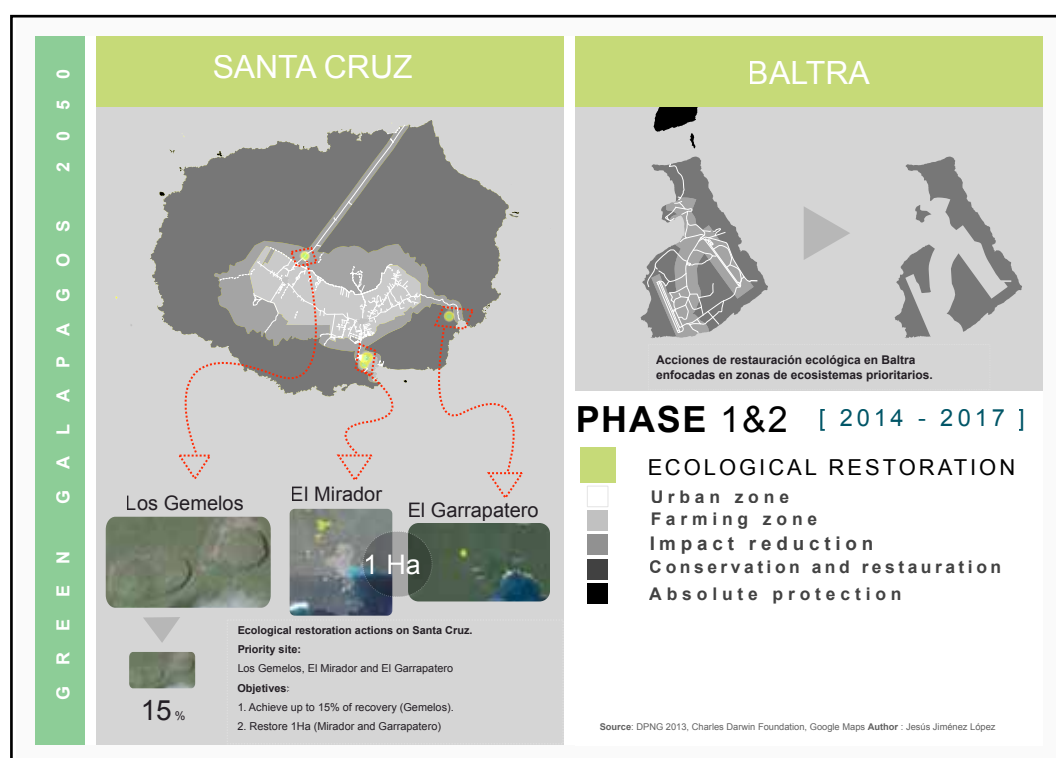 GREEN GALAPAGOS 2050
SANTA CRUZ
Los Gemelos
El Mirador
El Garrapatero
1 Ha
15 %
Ecological restoration actions on Santa Cruz.
Priority site:
Los Gemelos, El Mirador and El Garrapatero
Objetives:
1. Achieve up to 15% of recovery (Gemelos).
2. Restore 1Ha (Mirador and Garrapatero)
BALTRA
Acciones de restauración ecológica en Baltra
enfocadas en zonas de ecosistemas prioritarios.
PHASE 1&2 [ 2014 - 2017 ]
ECOLOGICAL RESTORATION
Urban zone
Farming zone
Impact reduction
Conservation and restauration
Absolute protection
Source: DPNG 2013, Charles Darwin Foundation, Google Maps Author : Jesús Jiménez López